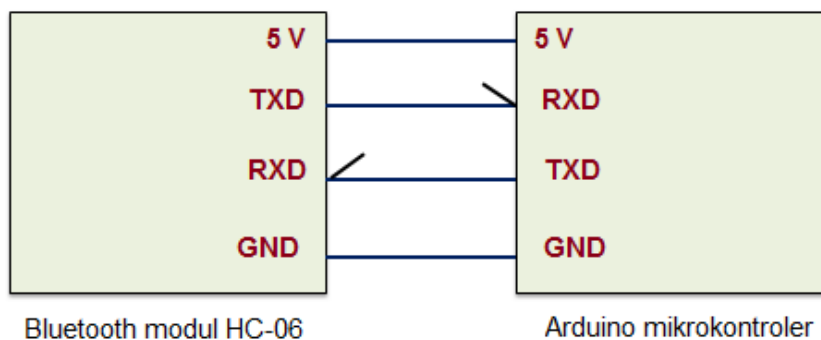 5 V
TXD
RXD
GND
5 V
RXD
TXD
GND
Bluetooth modul HC-06
Arduino mikrokontroler